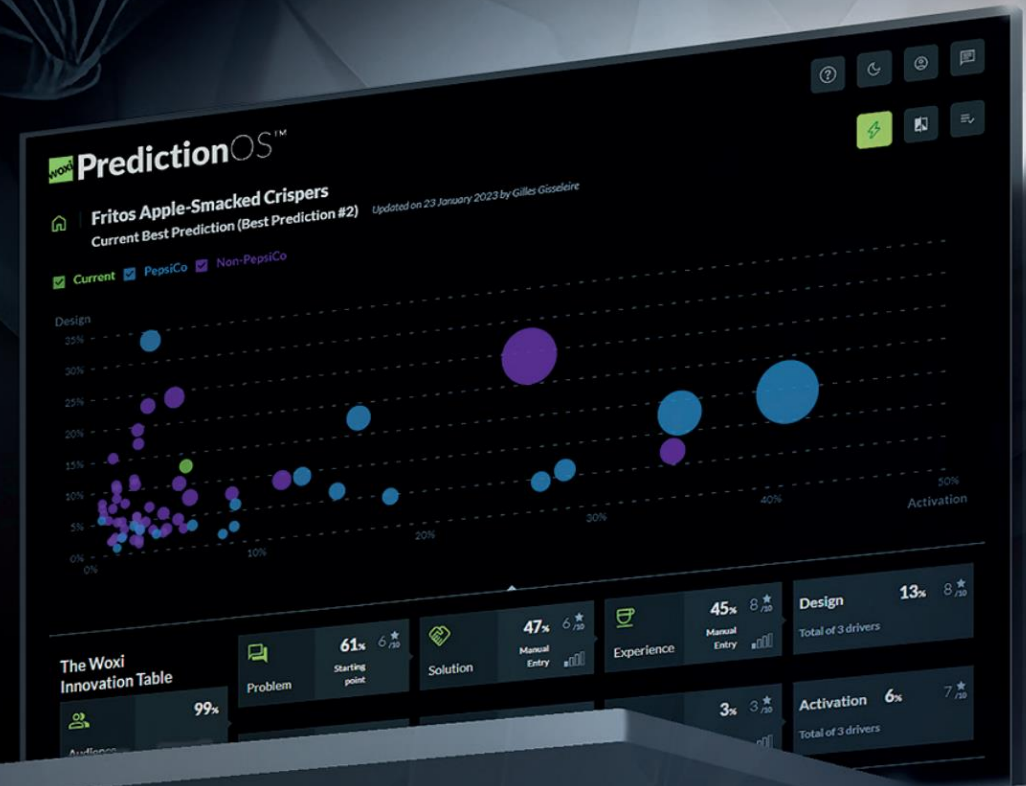 woxi PredictionOS™
Fritos Apple-Smacked Crispers
Current Best Prediction (Best Prediction #2)
Updated on 23 January 2023 by Gilles Gisseleire
Current PepsiCo Non-PepsiCo
Design
35%
30%
25%
20%
15%
10%
5%
0%
0% 10% 20% 30% 40% 50%
Activation
The Woxi
Innovation Table
Audience
99%
Problem
61% 6/10
Starting
point
Solution
47% 6/10
Manual
Entry
Experience
45% 8/10
Manual
Entry
Design 13% 8/10
Total of 3 drivers
3% 3/10
Activation 6% 7/10
Total of 3 drivers